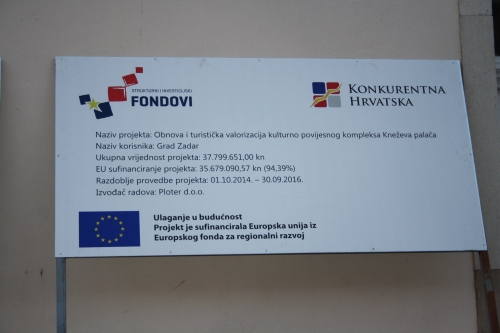 STRUKTURNI I INVESTICIJSKI
FONDOVI
KONKURENTNA
HRVATSKA
Naziv projekta: Obnova i turistička valorizacija kulturno povijesnog kompleksa Kneževa palača
Naziv korisnika: Grad Zadar
Ukupna vrijednost projekta: 37.799.651,00 kn
EU sufinanciranje projekta: 35.679.090,57 kn (94,39%)
Razdoblje provedbe projekta: 01.10.2014. – 30.09.2016.
Izvođač radova: Ploter d.o.o.
Ulaganje u budućnost
Projekt je sufinancirala Europska unija iz
Europskog fonda za regionalni razvoj